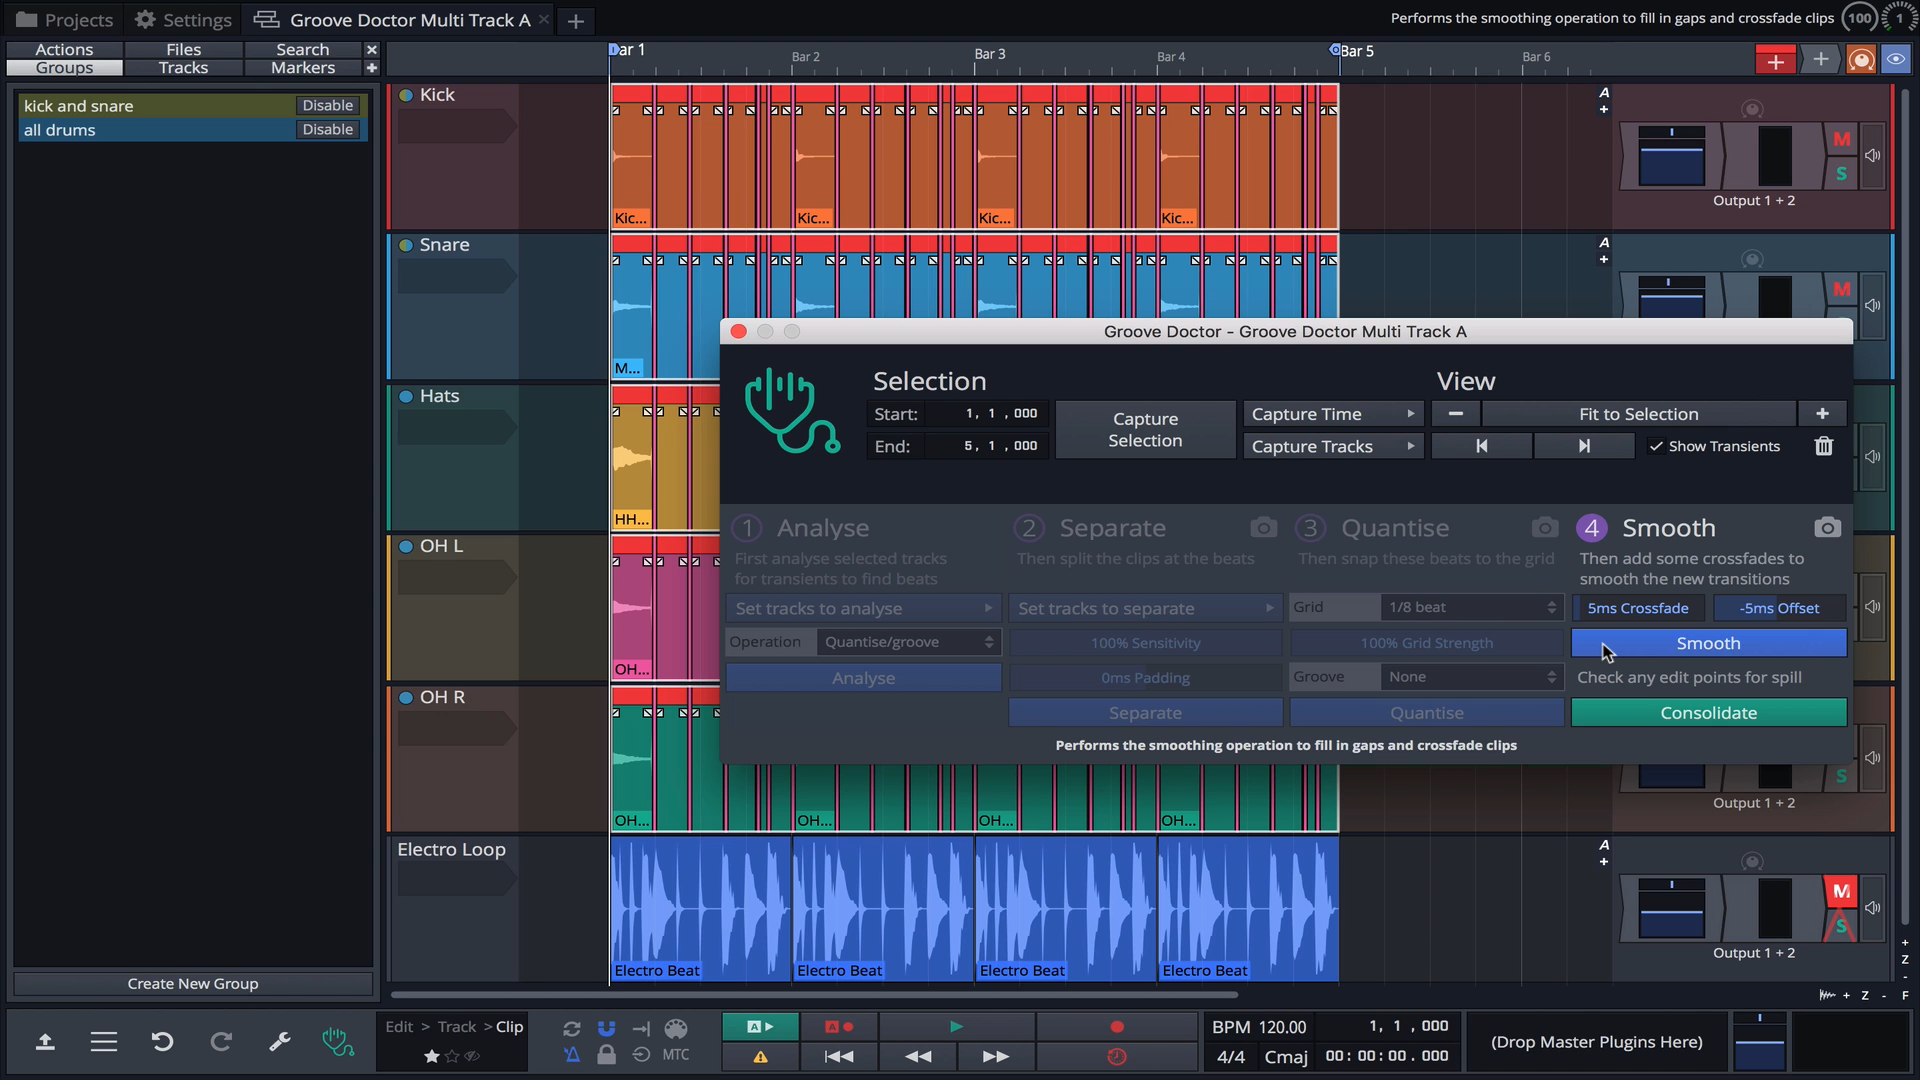 Projects
Settings
Groove Doctor Multi Track A
Performs the smoothing operation to fill in gaps and crossfade clips
100
1
Actions
Files
Search
Groups
Tracks
Markers
ar 1
Bar 2
Bar 3
Bar 4
Bar 5
Bar 6
kick and snare
Disable
all drums
Disable
Kick
Kic...
Kic...
Kic...
Kic...
A
M
S
Output 1 + 2
Snare
M...
A
M
Groove Doctor - Groove Doctor Multi Track A
Selection
View
Start: 1, 1 ,000
End: 5, 1 ,000
Capture
Selection
Capture Time
Capture Tracks
Fit to Selection
Show Transients
1 Analyse
First analyse selected tracks
for transients to find beats
Set tracks to analyse
Operation Quantise/groove
Analyse
2 Separate
Then split the clips at the beats
Set tracks to separate
100% Sensitivity
0ms Padding
Separate
3 Quantise
Then snap these beats to the grid
Grid 1/8 beat
100% Grid Strength
Groove None
Quantise
4 Smooth
Then add some crossfades to
smooth the new transitions
5ms Crossfade
-5ms Offset
Smooth
Check any edit points for spill
Consolidate
Performs the smoothing operation to fill in gaps and crossfade clips
Hats
HH...
OH L
OH...
OH R
OH...
OH...
OH...
OH...
S
Output 1 + 2
Electro Loop
Electro Beat
Electro Beat
Electro Beat
Electro Beat
A
M
S
Output 1 + 2
Z
Z
F
Create New Group
Edit > Track > Clip
MTC
A
A
BPM 120.00
1, 1 ,000
4/4
Cmaj
00:00:00.000
(Drop Master Plugins Here)